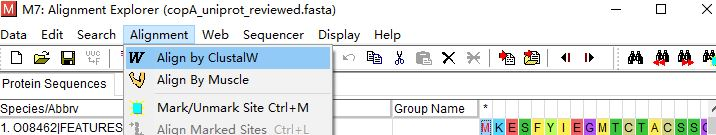 M7: Alignment Explorer (copA_uniprot_reviewed.fasta)
Data Edit Search Alignment Web Sequencer Display Help
UUC
W Align by ClustalW
Align By Muscle
Mark/Unmark Site Ctrl+M
Align Marked Sites Ctrl+L
Protein Sequences
Species/Abbrv Group Name *
1. O08462|FEATURES M K E S F Y I E G M T C T A C S S G